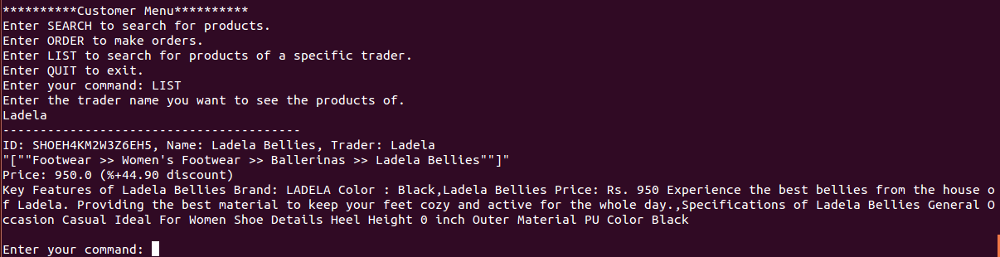 **********Customer Menu**********
Enter SEARCH to search for products.
Enter ORDER to make orders.
Enter LIST to search for products of a specific trader.
Enter QUIT to exit.
Enter your command: LIST
Enter the trader name you want to see the products of.
Ladela
----------------------------------------
ID: SHOEH4KM2W3Z6EH5, Name: Ladela Bellies, Trader: Ladela
"[""Footwear >> Women's Footwear >> Ballerinas >> Ladela Bellies""]"
Price: 950.0 (%+44.90 discount)
Key Features of Ladela Bellies Brand: LADELA Color : Black,Ladela Bellies Price: Rs. 950 Experience the best bellies from the house o
f Ladela. Providing the best material to keep your feet cozy and active for the whole day.,Specifications of Ladela Bellies General O
ccasion Casual Ideal For Women Shoe Details Heel Height 0 inch Outer Material PU Color Black
Enter your command: